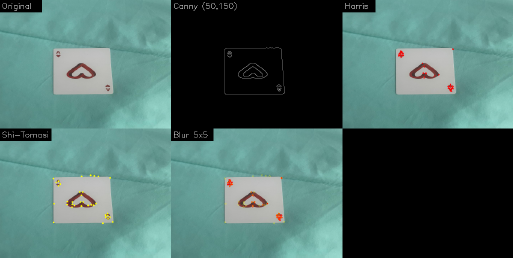 Original
Canny (50,150)
Harris
Shi-Tomasi
Blur 5x5